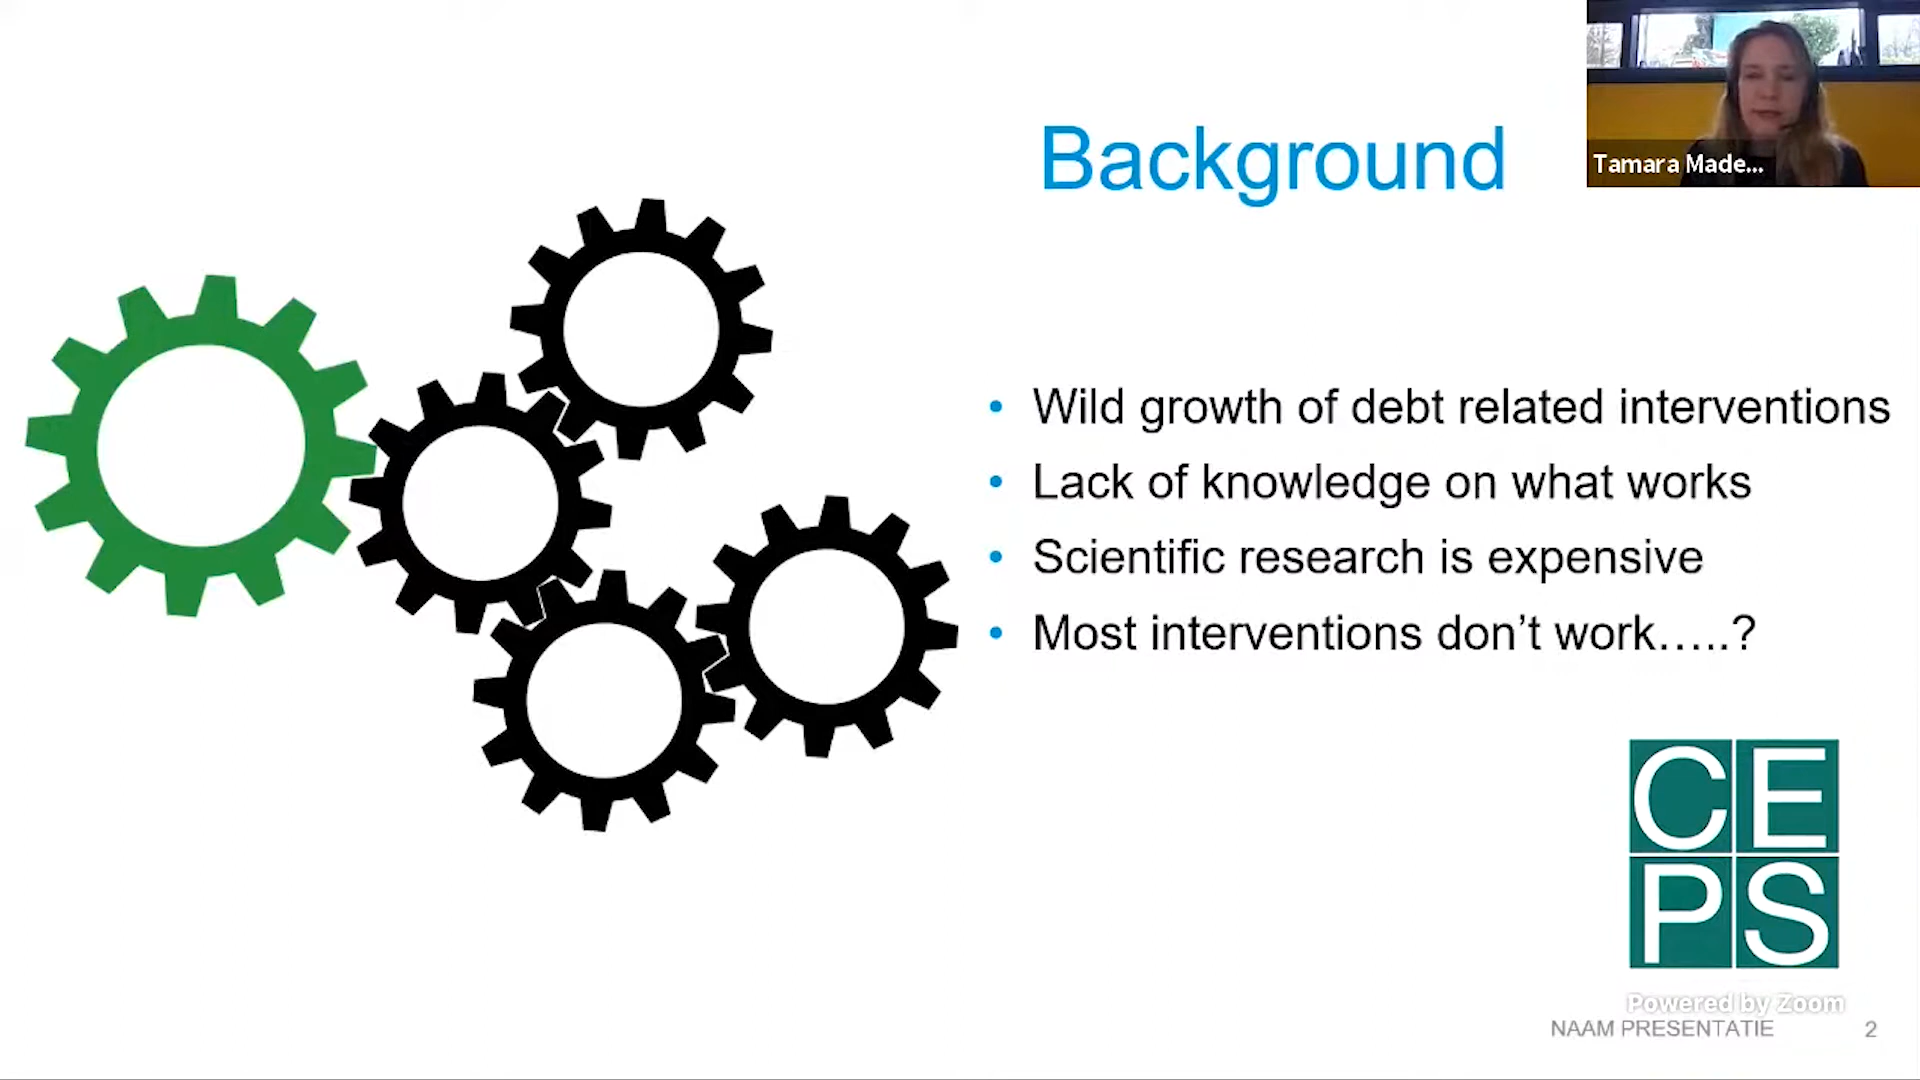 Background
Tamara Made...
• Wild growth of debt related interventions
• Lack of knowledge on what works
• Scientific research is expensive
• Most interventions don’t work…..?
CE
PS
Powered by Zoom
NAAM PRESENTATIE 2